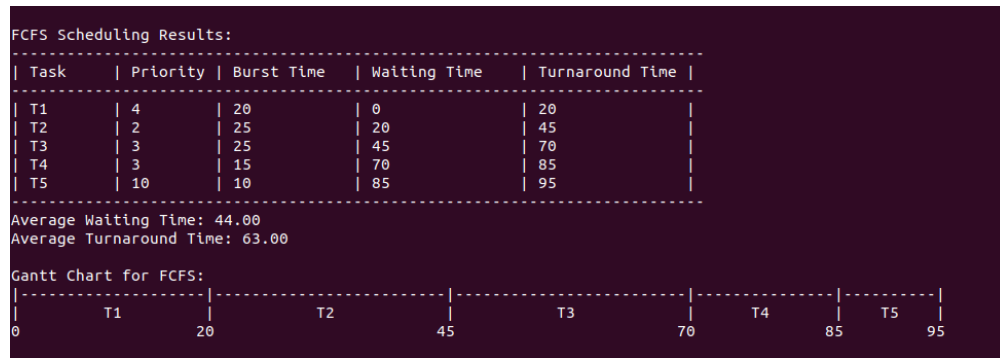 FCFS Scheduling Results:
---------------------------------------------------------------------------
| Task     | Priority | Burst Time   | Waiting Time    | Turnaround Time |
---------------------------------------------------------------------------
| T1       | 4        | 20           | 0               | 20              |
| T2       | 2        | 25           | 20              | 45              |
| T3       | 3        | 25           | 45              | 70              |
| T4       | 3        | 15           | 70              | 85              |
| T5       | 10       | 10           | 85              | 95              |
---------------------------------------------------------------------------
Average Waiting Time: 44.00
Average Turnaround Time: 63.00
Gantt Chart for FCFS:
|--------------------|-------------------------|-------------------------|---------------|----------|
|         T1         |           T2            |           T3            |      T4       |    T5    |
0                   20                        45                        70              85         95